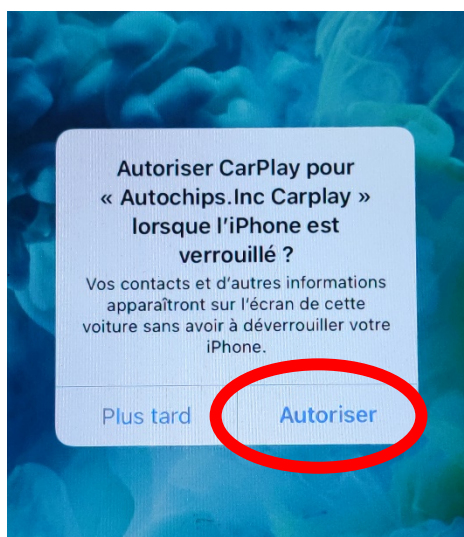 Autoriser CarPlay pour
« Autochips.Inc Carplay »
lorsque l'iPhone est
verrouillé ?
Vos contacts et d'autres informations
apparaîtront sur l'écran de cette
voiture sans avoir à déverrouiller votre
iPhone.
Plus tard
Autoriser